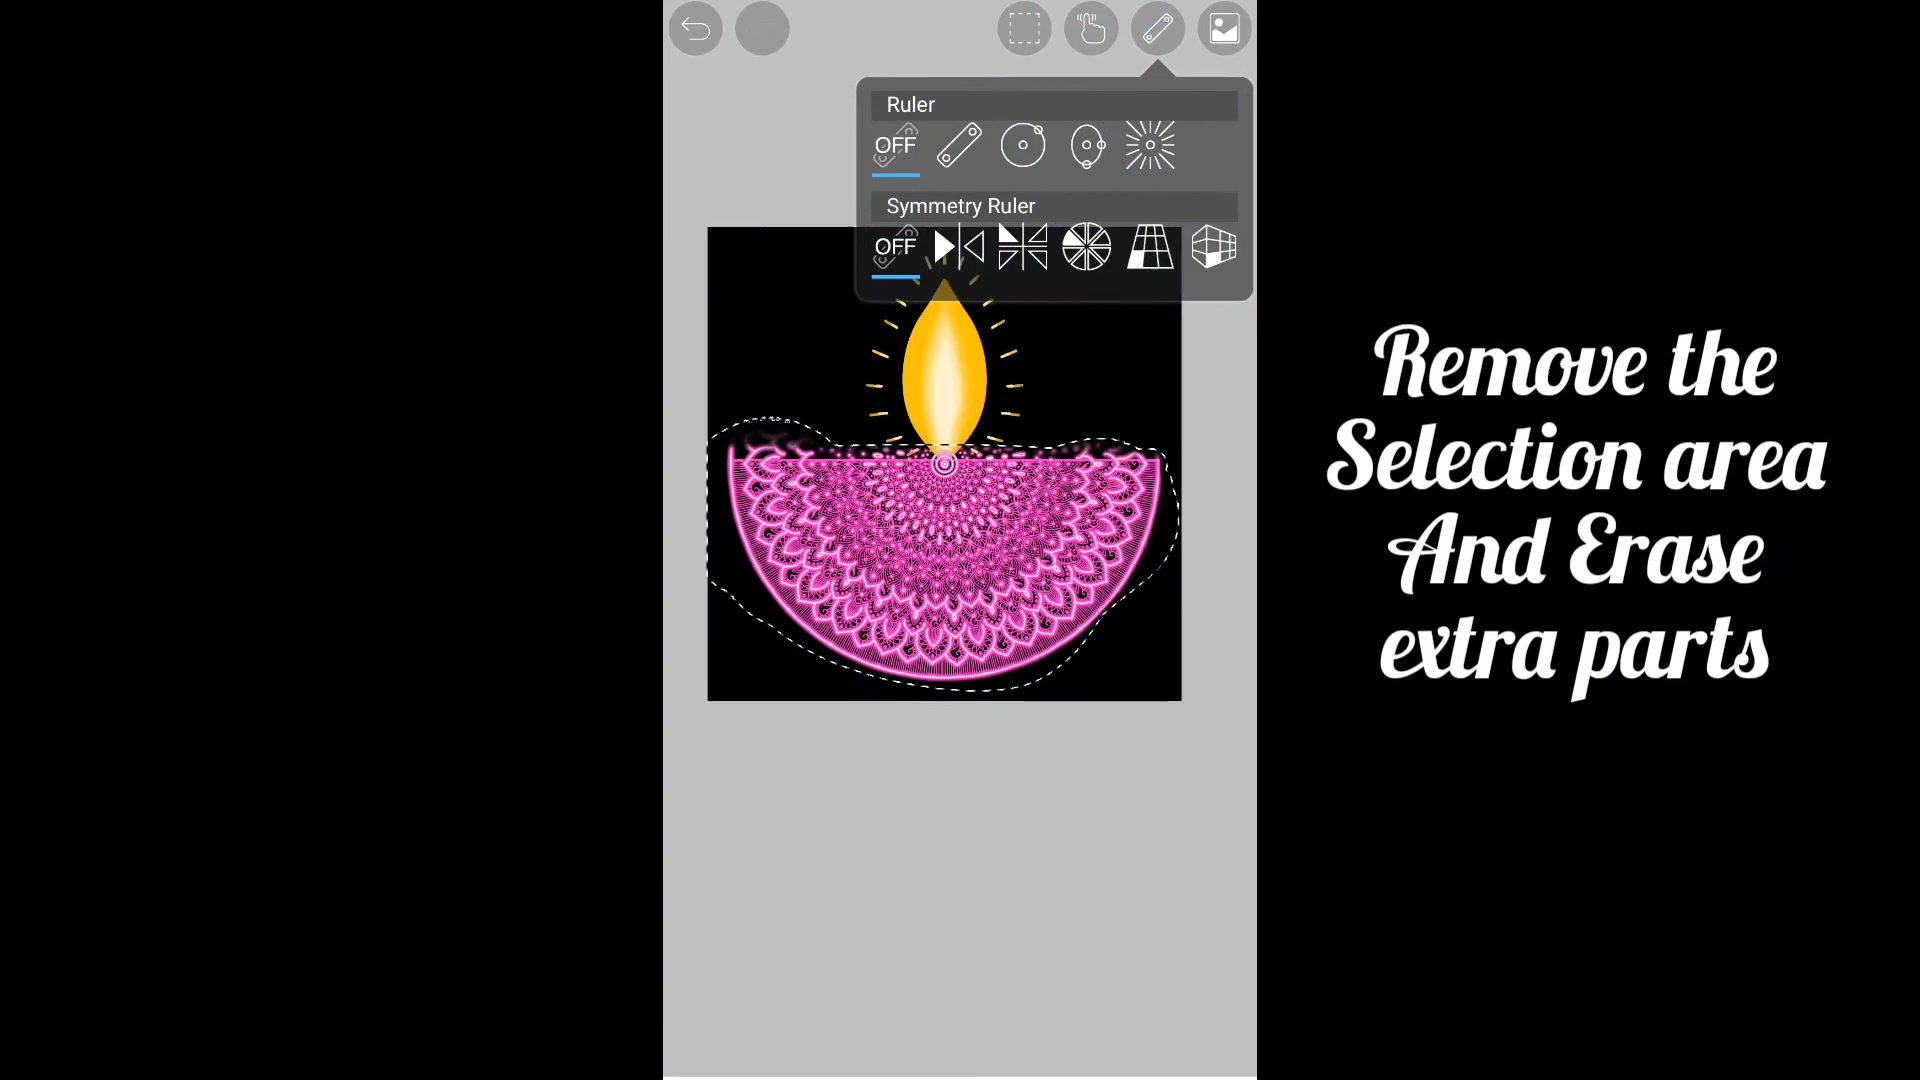 Ruler
OFF
Symmetry Ruler
OFF
Remove the
Selection area
And Erase
extra parts